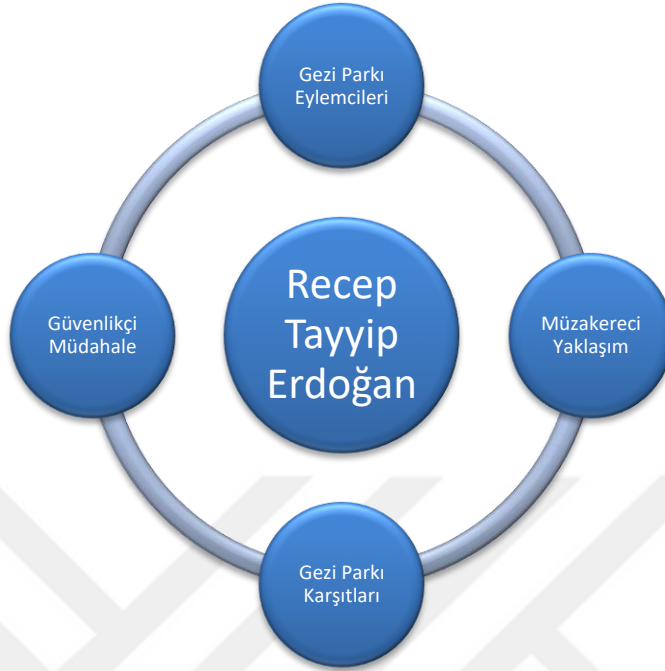 Gezi Parkı
Eylemcileri
Güvenlikçi
Müdahale
Recep
Tayyip
Erdoğan
Müzakereci
Yaklaşım
Gezi Parkı
Karşıtları